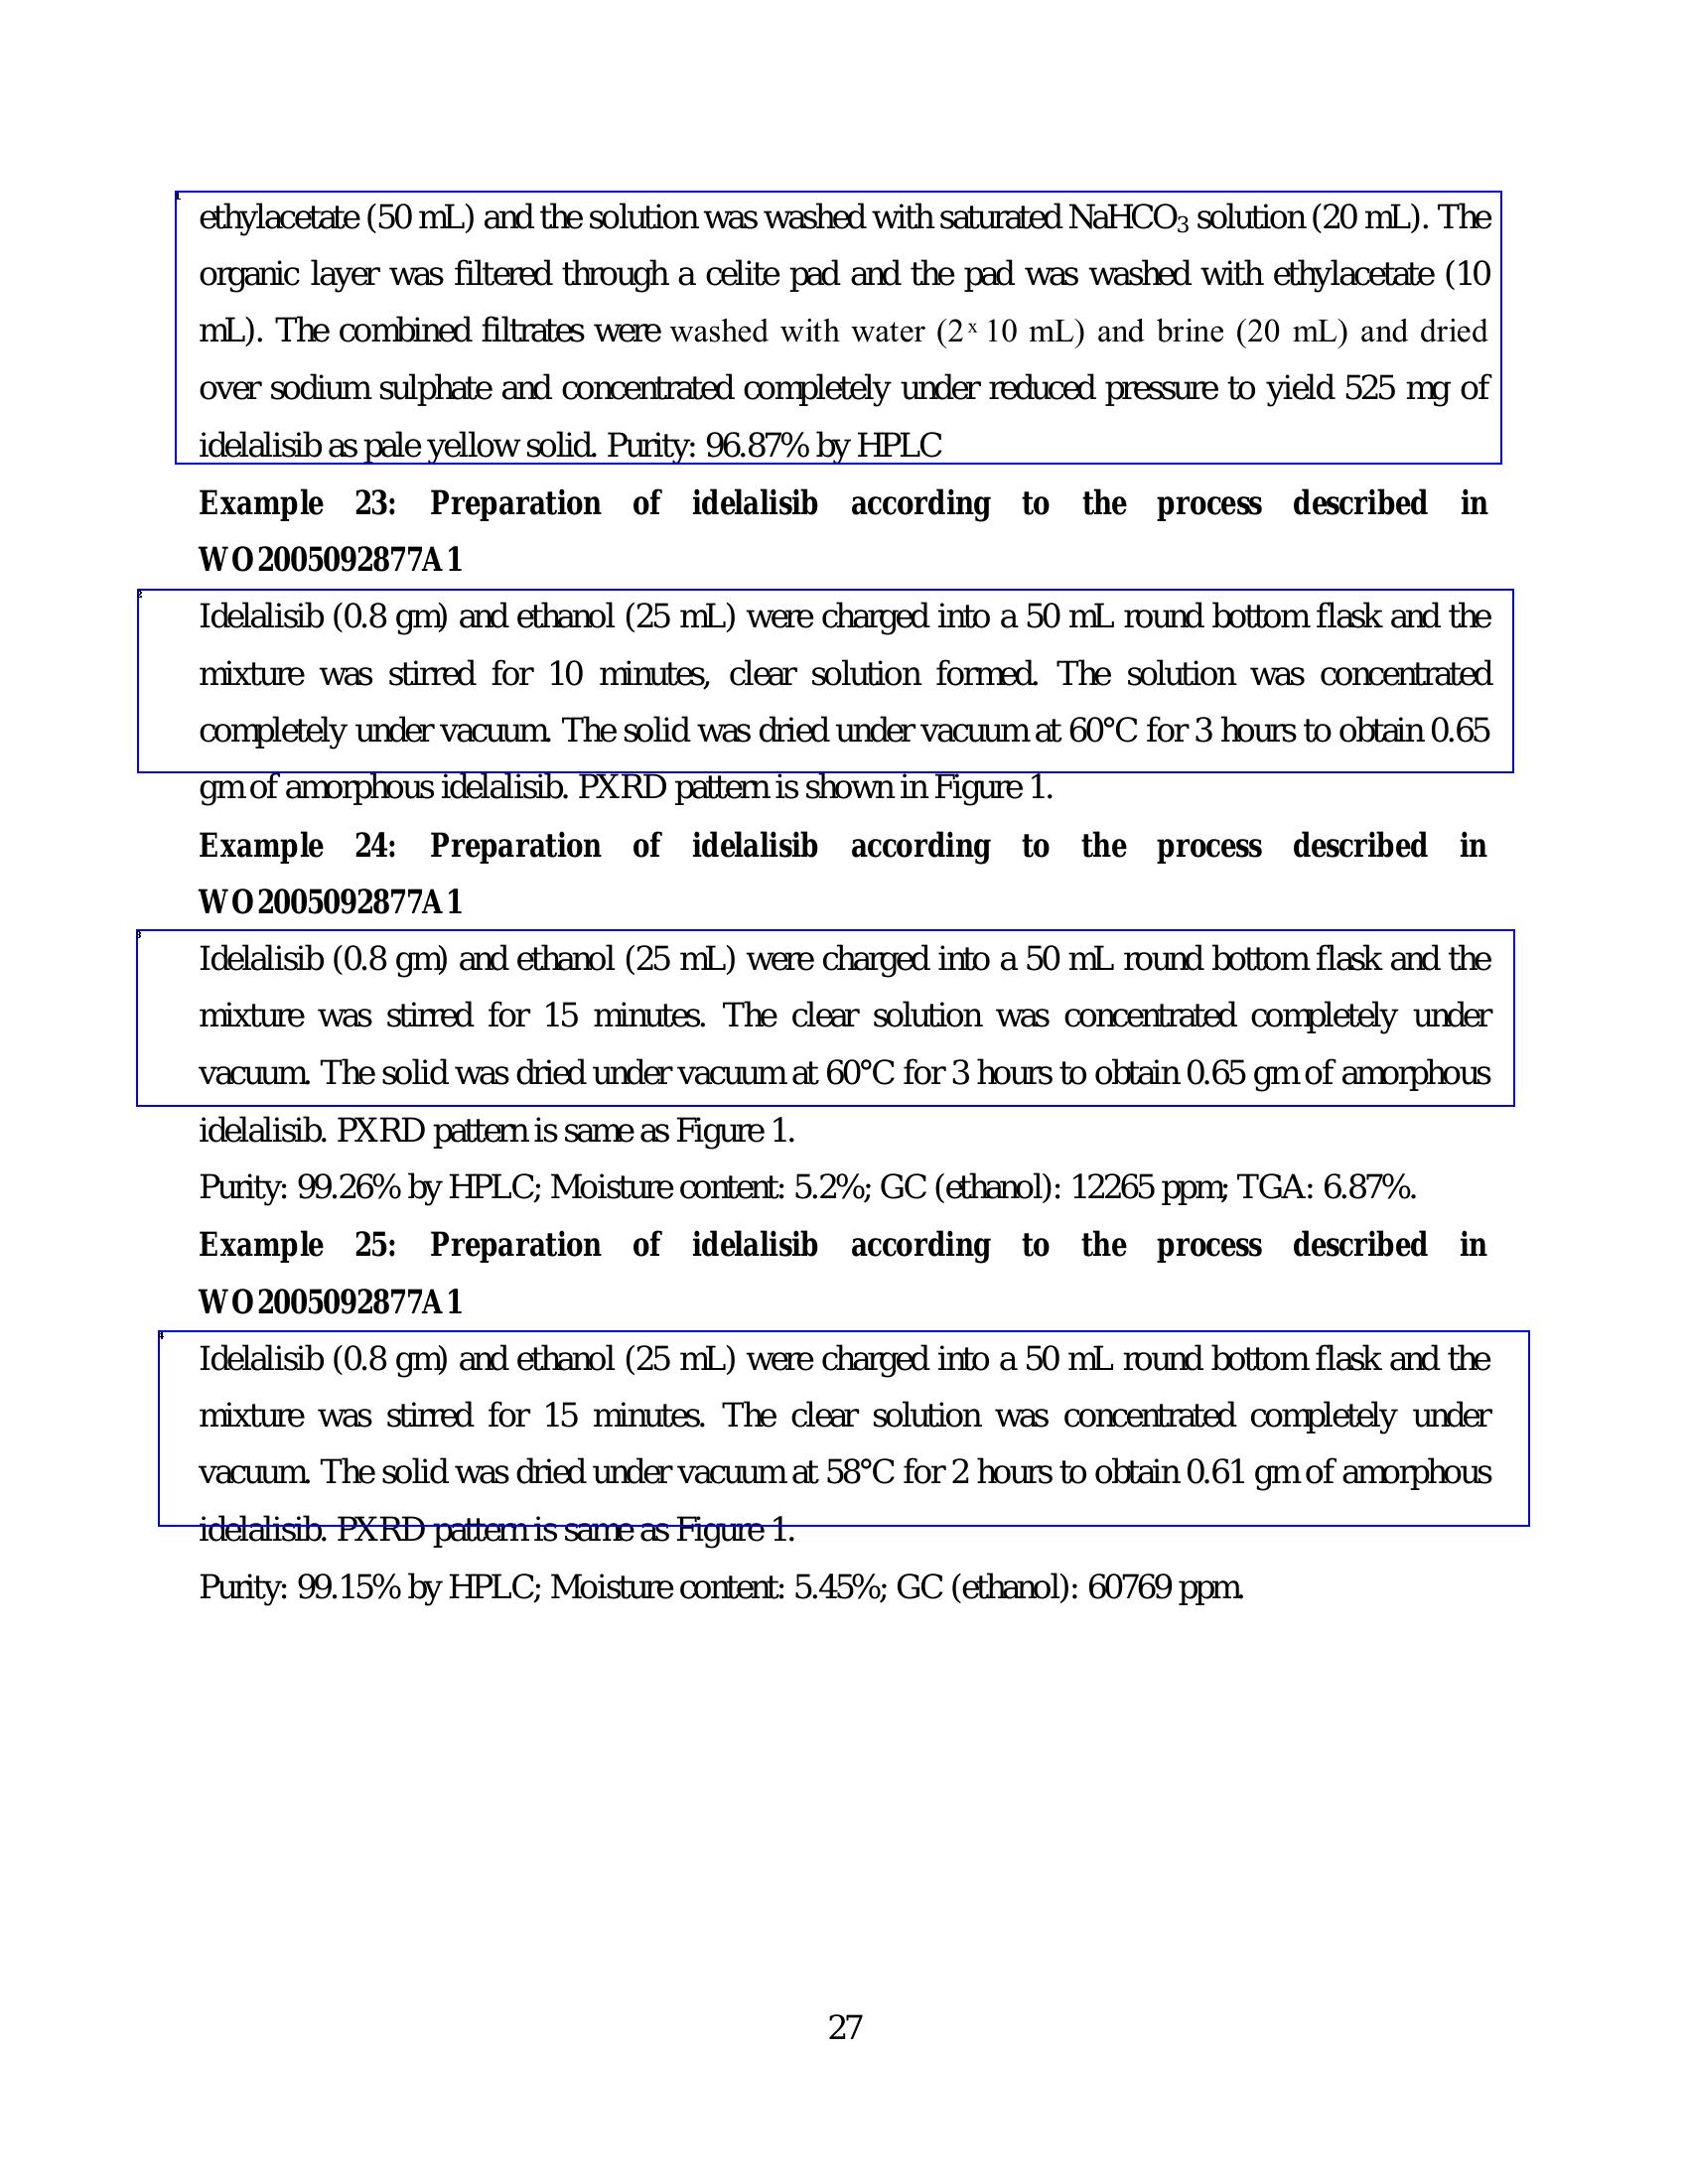 ethylacetate (50 mL) and the solution was washed with saturated NaHCO₃ solution (20 mL). The
organic layer was filtered through a celite pad and the pad was washed with ethylacetate (10
mL). The combined filtrates were washed with water (2 ˣ 10 mL) and brine (20 mL) and dried
over sodium sulphate and concentrated completely under reduced pressure to yield 525 mg of
idelalisib as pale yellow solid. Purity: 96.87% by HPLC
Example 23: Preparation of idelalisib according to the process described in
WO2005092877A1
Idelalisib (0.8 gm) and ethanol (25 mL) were charged into a 50 mL round bottom flask and the
mixture was stirred for 10 minutes, clear solution formed. The solution was concentrated
completely under vacuum. The solid was dried under vacuum at 60°C for 3 hours to obtain 0.65
gm of amorphous idelalisib. PXRD pattern is shown in Figure 1.
Example 24: Preparation of idelalisib according to the process described in
WO2005092877A1
Idelalisib (0.8 gm) and ethanol (25 mL) were charged into a 50 mL round bottom flask and the
mixture was stirred for 15 minutes. The clear solution was concentrated completely under
vacuum. The solid was dried under vacuum at 60°C for 3 hours to obtain 0.65 gm of amorphous
idelalisib. PXRD pattern is same as Figure 1.
Purity: 99.26% by HPLC; Moisture content: 5.2%; GC (ethanol): 12265 ppm; TGA: 6.87%.
Example 25: Preparation of idelalisib according to the process described in
WO2005092877A1
Idelalisib (0.8 gm) and ethanol (25 mL) were charged into a 50 mL round bottom flask and the
mixture was stirred for 15 minutes. The clear solution was concentrated completely under
vacuum. The solid was dried under vacuum at 58°C for 2 hours to obtain 0.61 gm of amorphous
idelalisib. PXRD pattern is same as Figure 1.
Purity: 99.15% by HPLC; Moisture content: 5.45%; GC (ethanol): 60769 ppm.
27